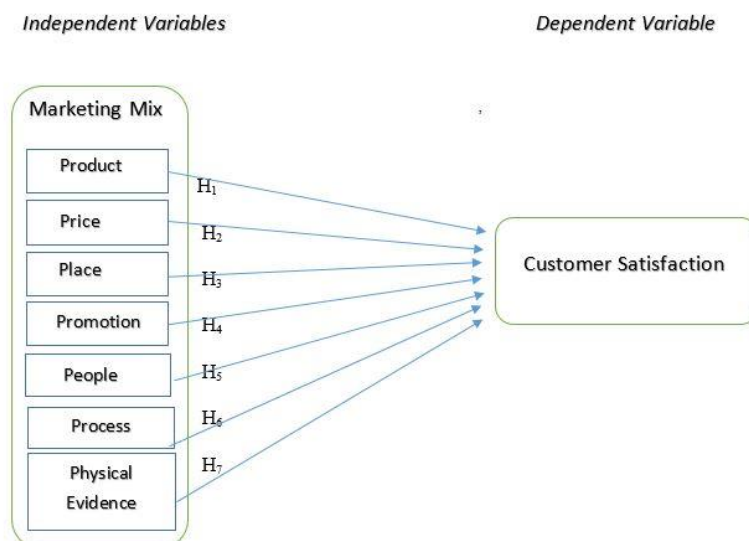 Independent Variables
Dependent Variable
Marketing Mix
,
Product
H₁
Price
H₂
Customer Satisfaction
Place
H₃
Promotion
H₄
People
H₅
Process
H₆
Physical
Evidence
H₇